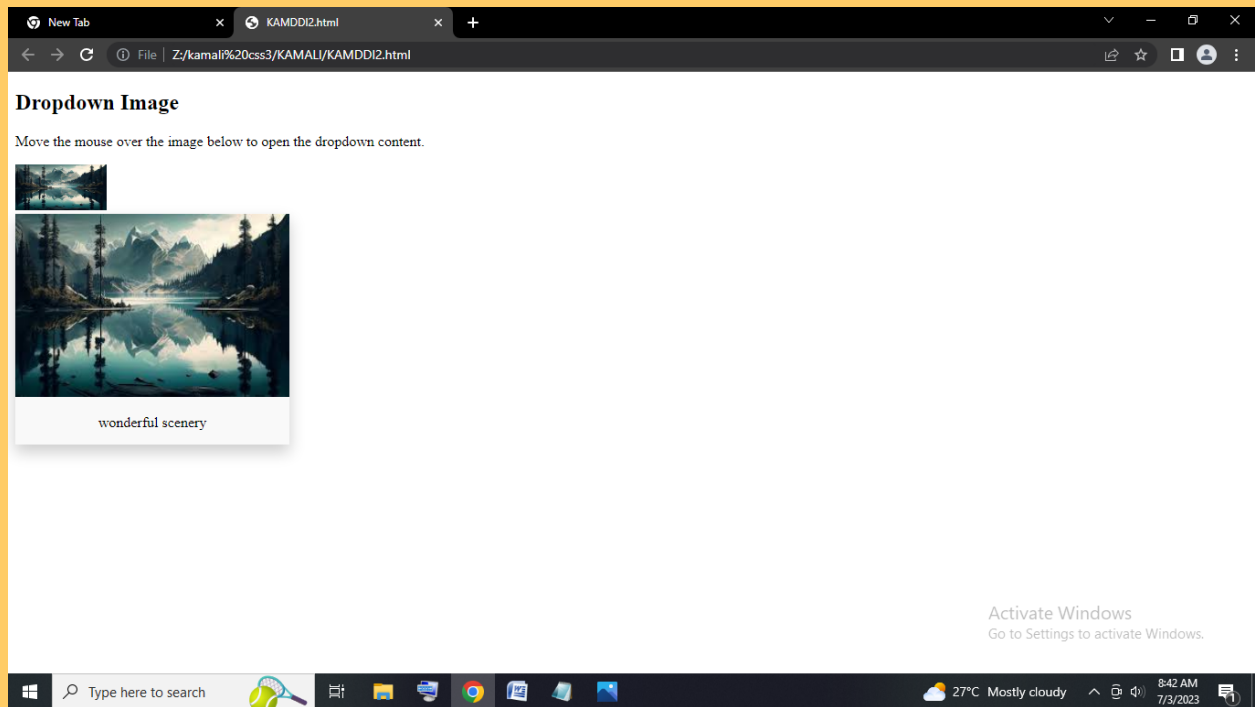 New Tab
KAMDDI2.html
File
Z:/kamali%20css3/KAMALI/KAMDDI2.html
Dropdown Image
Move the mouse over the image below to open the dropdown content.
wonderful scenery
Activate Windows
Go to Settings to activate Windows.
Type here to search
27°C Mostly cloudy
8:42 AM
7/3/2023
1